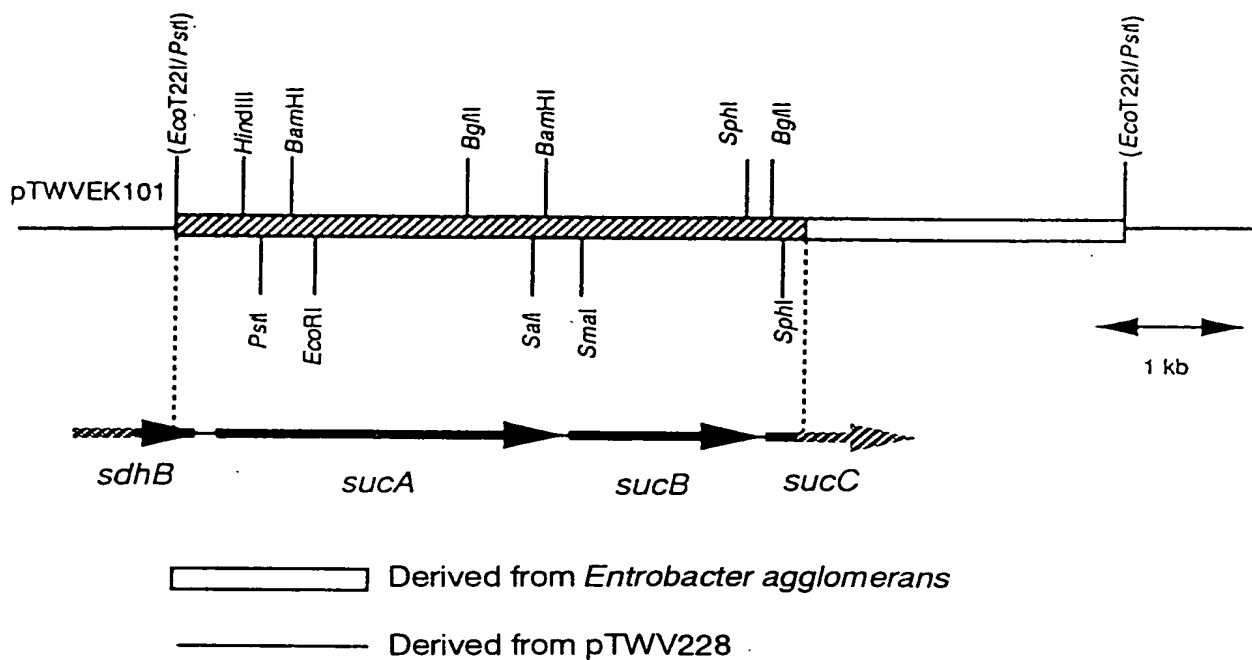 (EcoT22I/PstI)
HindIII
BamHI
BglII
BamHI
SphI
BglII
(EcoT22I/PstI)
pTWVEK101
PstI
EcoRI
SalI
SmaI
SphI
1 kb
sdhB
sucA
sucB
sucC
Derived from Entrobacter agglomerans
Derived from pTWV228